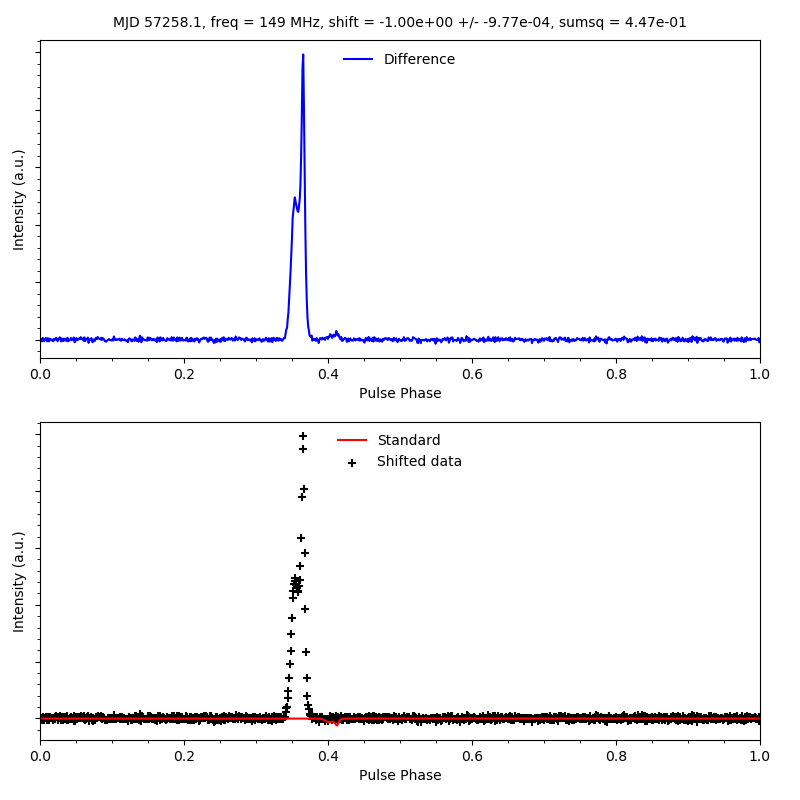 MJD 57258.1, freq = 149 MHz, shift = -1.00e+00 +/- -9.77e-04, sumsq = 4.47e-01
Difference
Intensity (a.u.)
0.0 0.2 0.4 0.6 0.8 1.0
Pulse Phase
Standard
Shifted data
Intensity (a.u.)
0.0 0.2 0.4 0.6 0.8 1.0
Pulse Phase